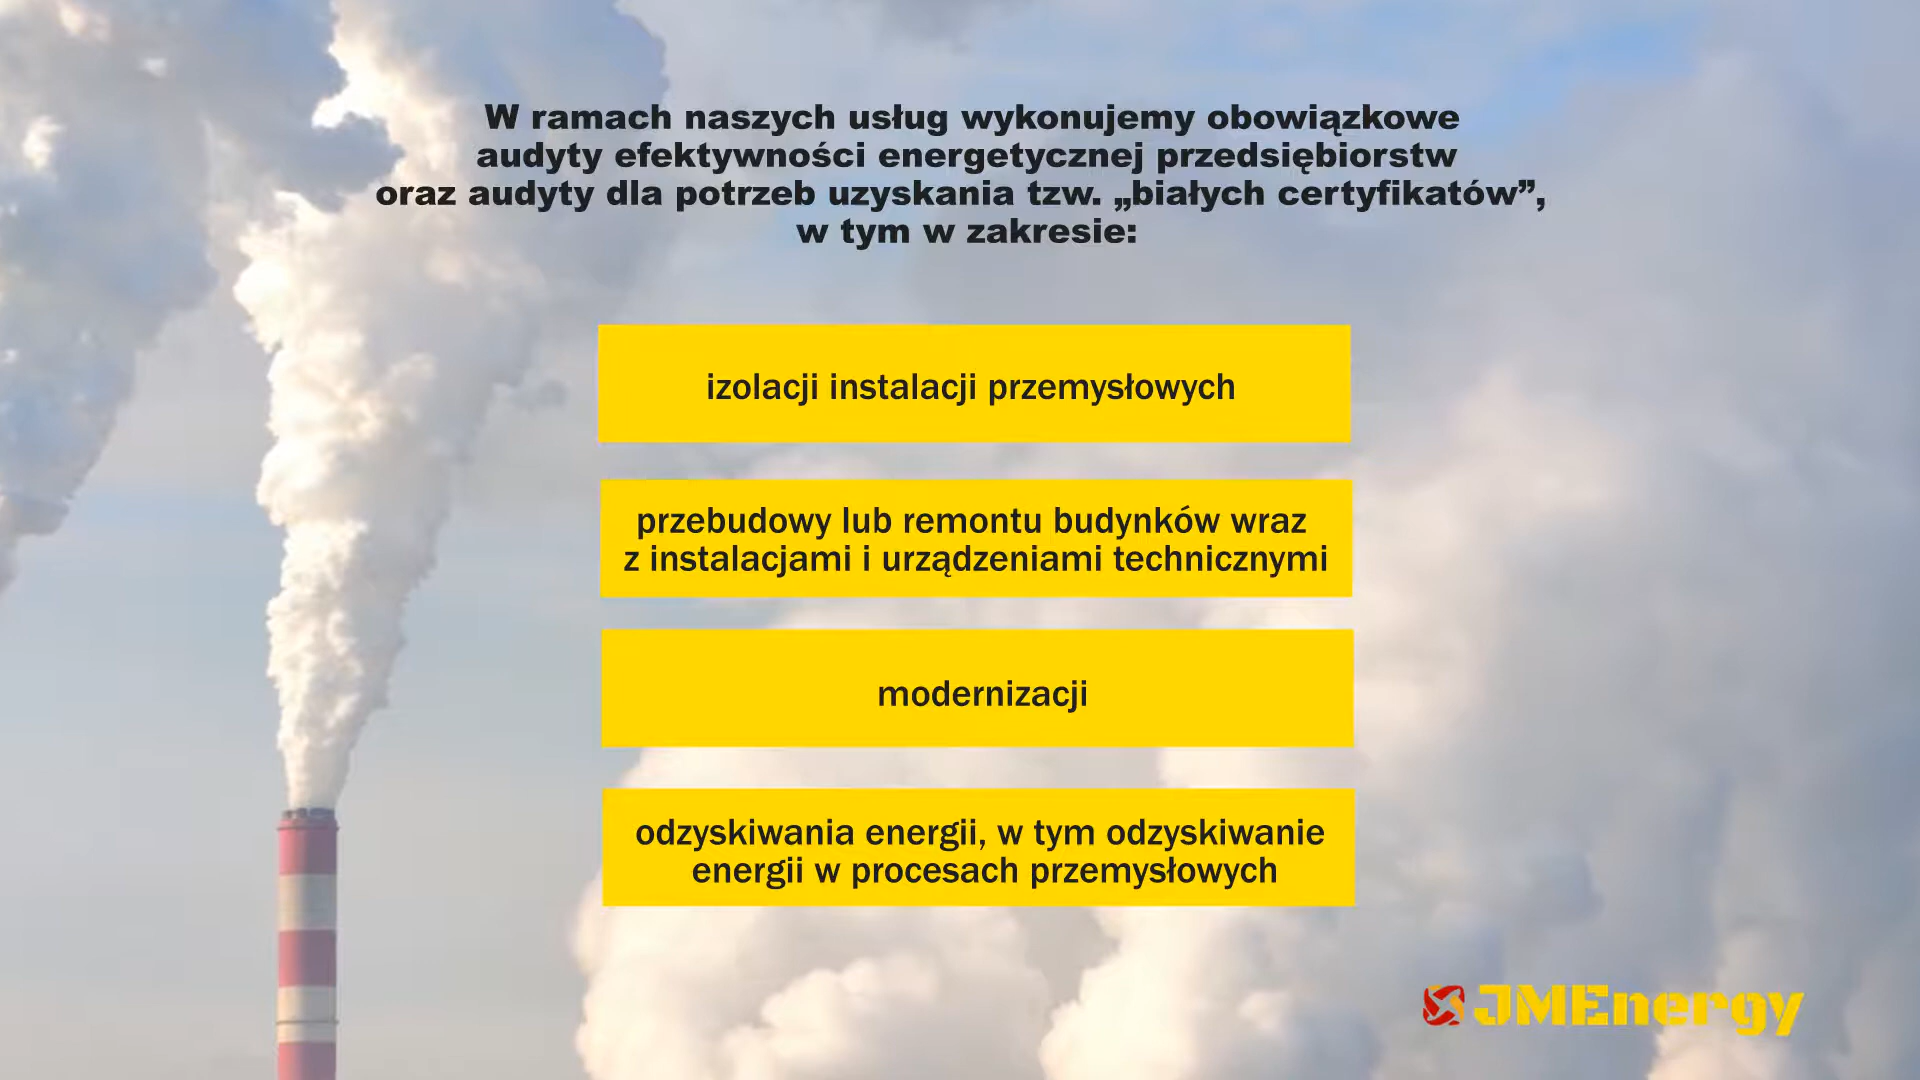 W ramach naszych usług wykonujemy obowiązkowe
audyty efektywności energetycznej przedsiębiorstw
oraz audyty dla potrzeb uzyskania tzw. „białych certyfikatów”,
w tym w zakresie:
izolacji instalacji przemysłowych
przebudowy lub remontu budynków wraz
z instalacjami i urządzeniami technicznymi
modernizacji
odzyskiwania energii, w tym odzyskiwanie
energii w procesach przemysłowych
JMEnergy